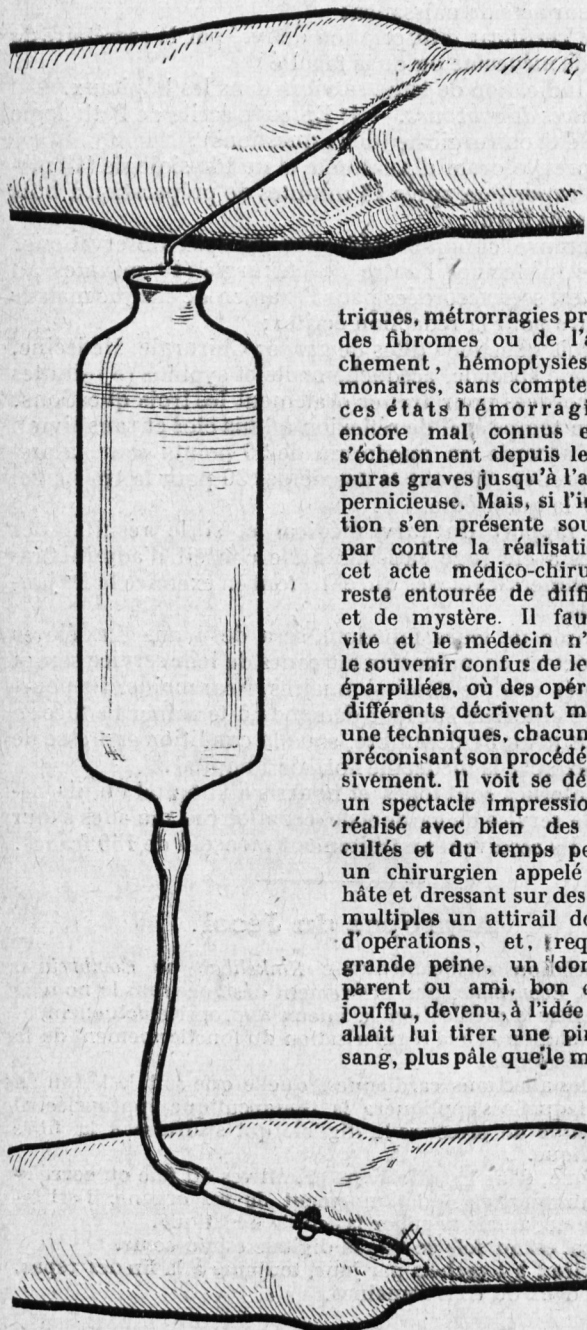 triques, métrorragies pr
des fibromes ou de l'a
chement, hémoptysies
monaires, sans compte
ces états hémorragi
encore mal connus e
s'échelonnent depuis le
puras graves jusqu'à l'a
pernicieuse. Mais, si l'i
tion s'en présente sou
par contre la réalisati
cet acte médico-chiru
reste entourée de diffi
et de mystère. Il fau
vite et le médecin n'
le souvenir confus de le
éparpillées, où des opér
différents décrivent m
une techniques, chacun
préconisant son procédé
sivement. Il voit se dé
un spectacle impressio
réalisé avec bien des
cultés et du temps pe
un chirurgien appelé
hâte et dressant sur des
multiples un attirail d
d'opérations, et, req
grande peine, un don
parent ou ami, bon e
joufflu, devenu, à l'idée
allait lui tirer une pi
sang, plus pâle que le m